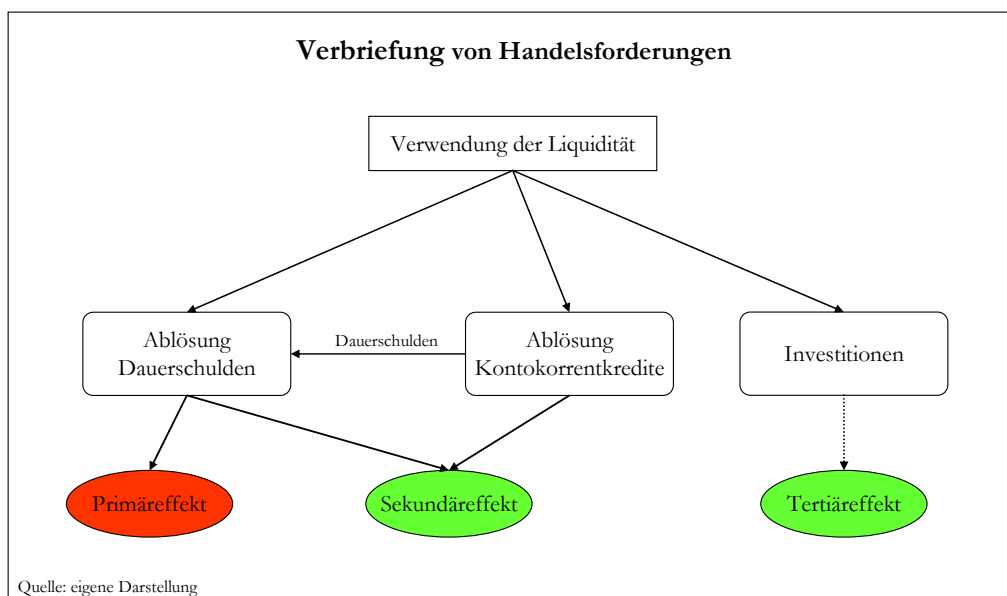 Verbriefung von Handelsforderungen
Verwendung der Liquidität
Ablösung
Dauerschulden
Dauerschulden
Ablösung
Kontokorrentkredite
Investitionen
Primäreffekt
Sekundäreffekt
Tertiäreffekt
Quelle: eigene Darstellung